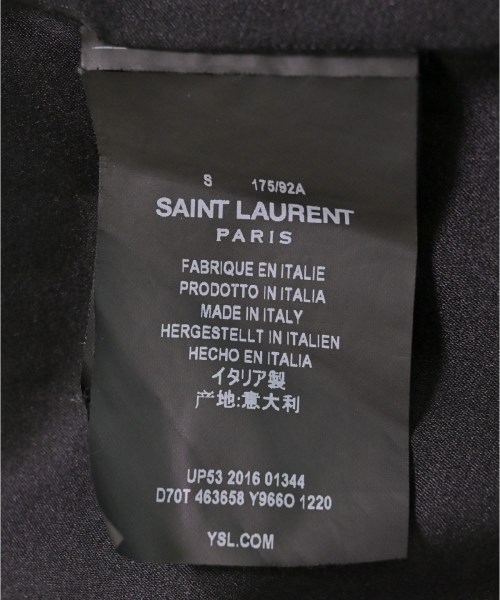 S 175/92A
SAINT LAURENT
PARIS
FABRIQUE EN ITALIE
PRODOTTO IN ITALIA
MADE IN ITALY
HERGESTELLT IN ITALIEN
HECHO EN ITALIA
イタリア製
产地:意大利
UP53 2016 01344
D70T 463658 Y966O 1220
YSL.COM